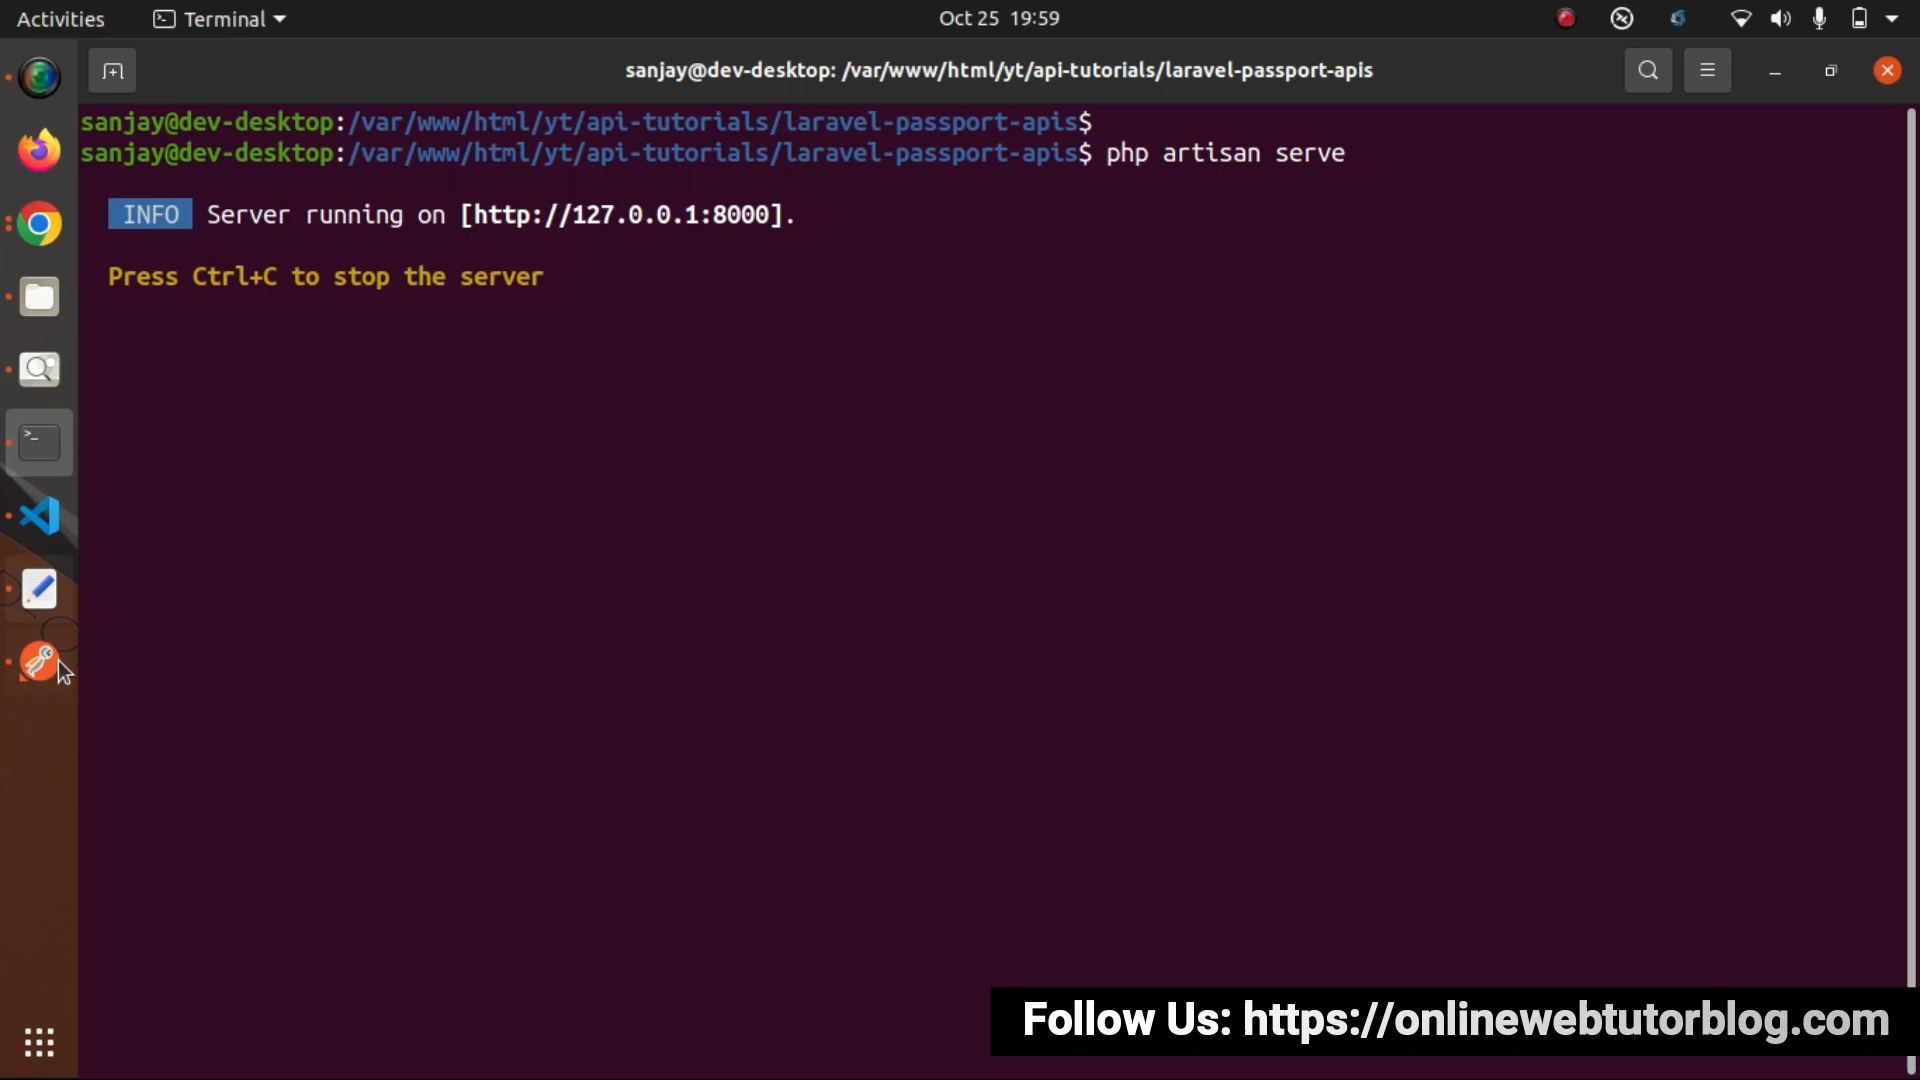 Activities Terminal Oct 25 19:59
sanjay@dev-desktop: /var/www/html/yt/api-tutorials/laravel-passport-apis
sanjay@dev-desktop:/var/www/html/yt/api-tutorials/laravel-passport-apis$
sanjay@dev-desktop:/var/www/html/yt/api-tutorials/laravel-passport-apis$ php artisan serve
INFO Server running on [http://127.0.0.1:8000].
Press Ctrl+C to stop the server
Follow Us: https://onlinewebtutorblog.com